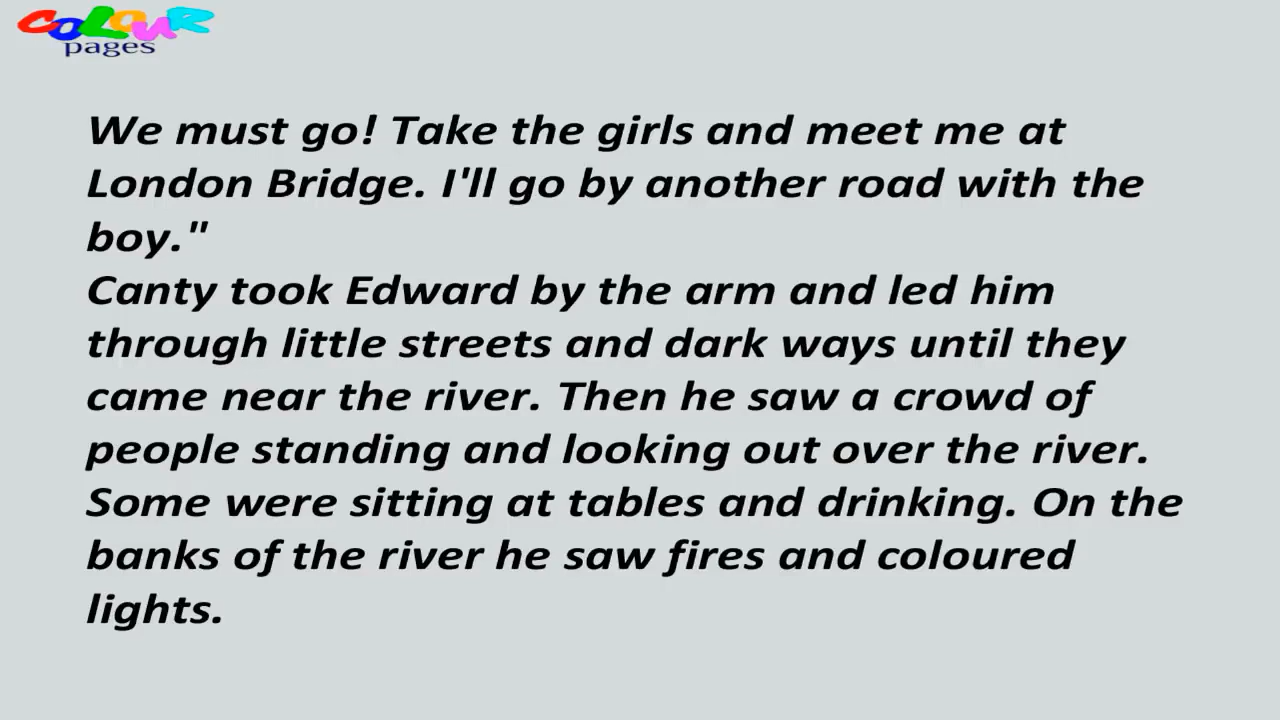 COLOUR
pages
We must go! Take the girls and meet me at
London Bridge. I'll go by another road with the
boy."
Canty took Edward by the arm and led him
through little streets and dark ways until they
came near the river. Then he saw a crowd of
people standing and looking out over the river.
Some were sitting at tables and drinking. On the
banks of the river he saw fires and coloured
lights.